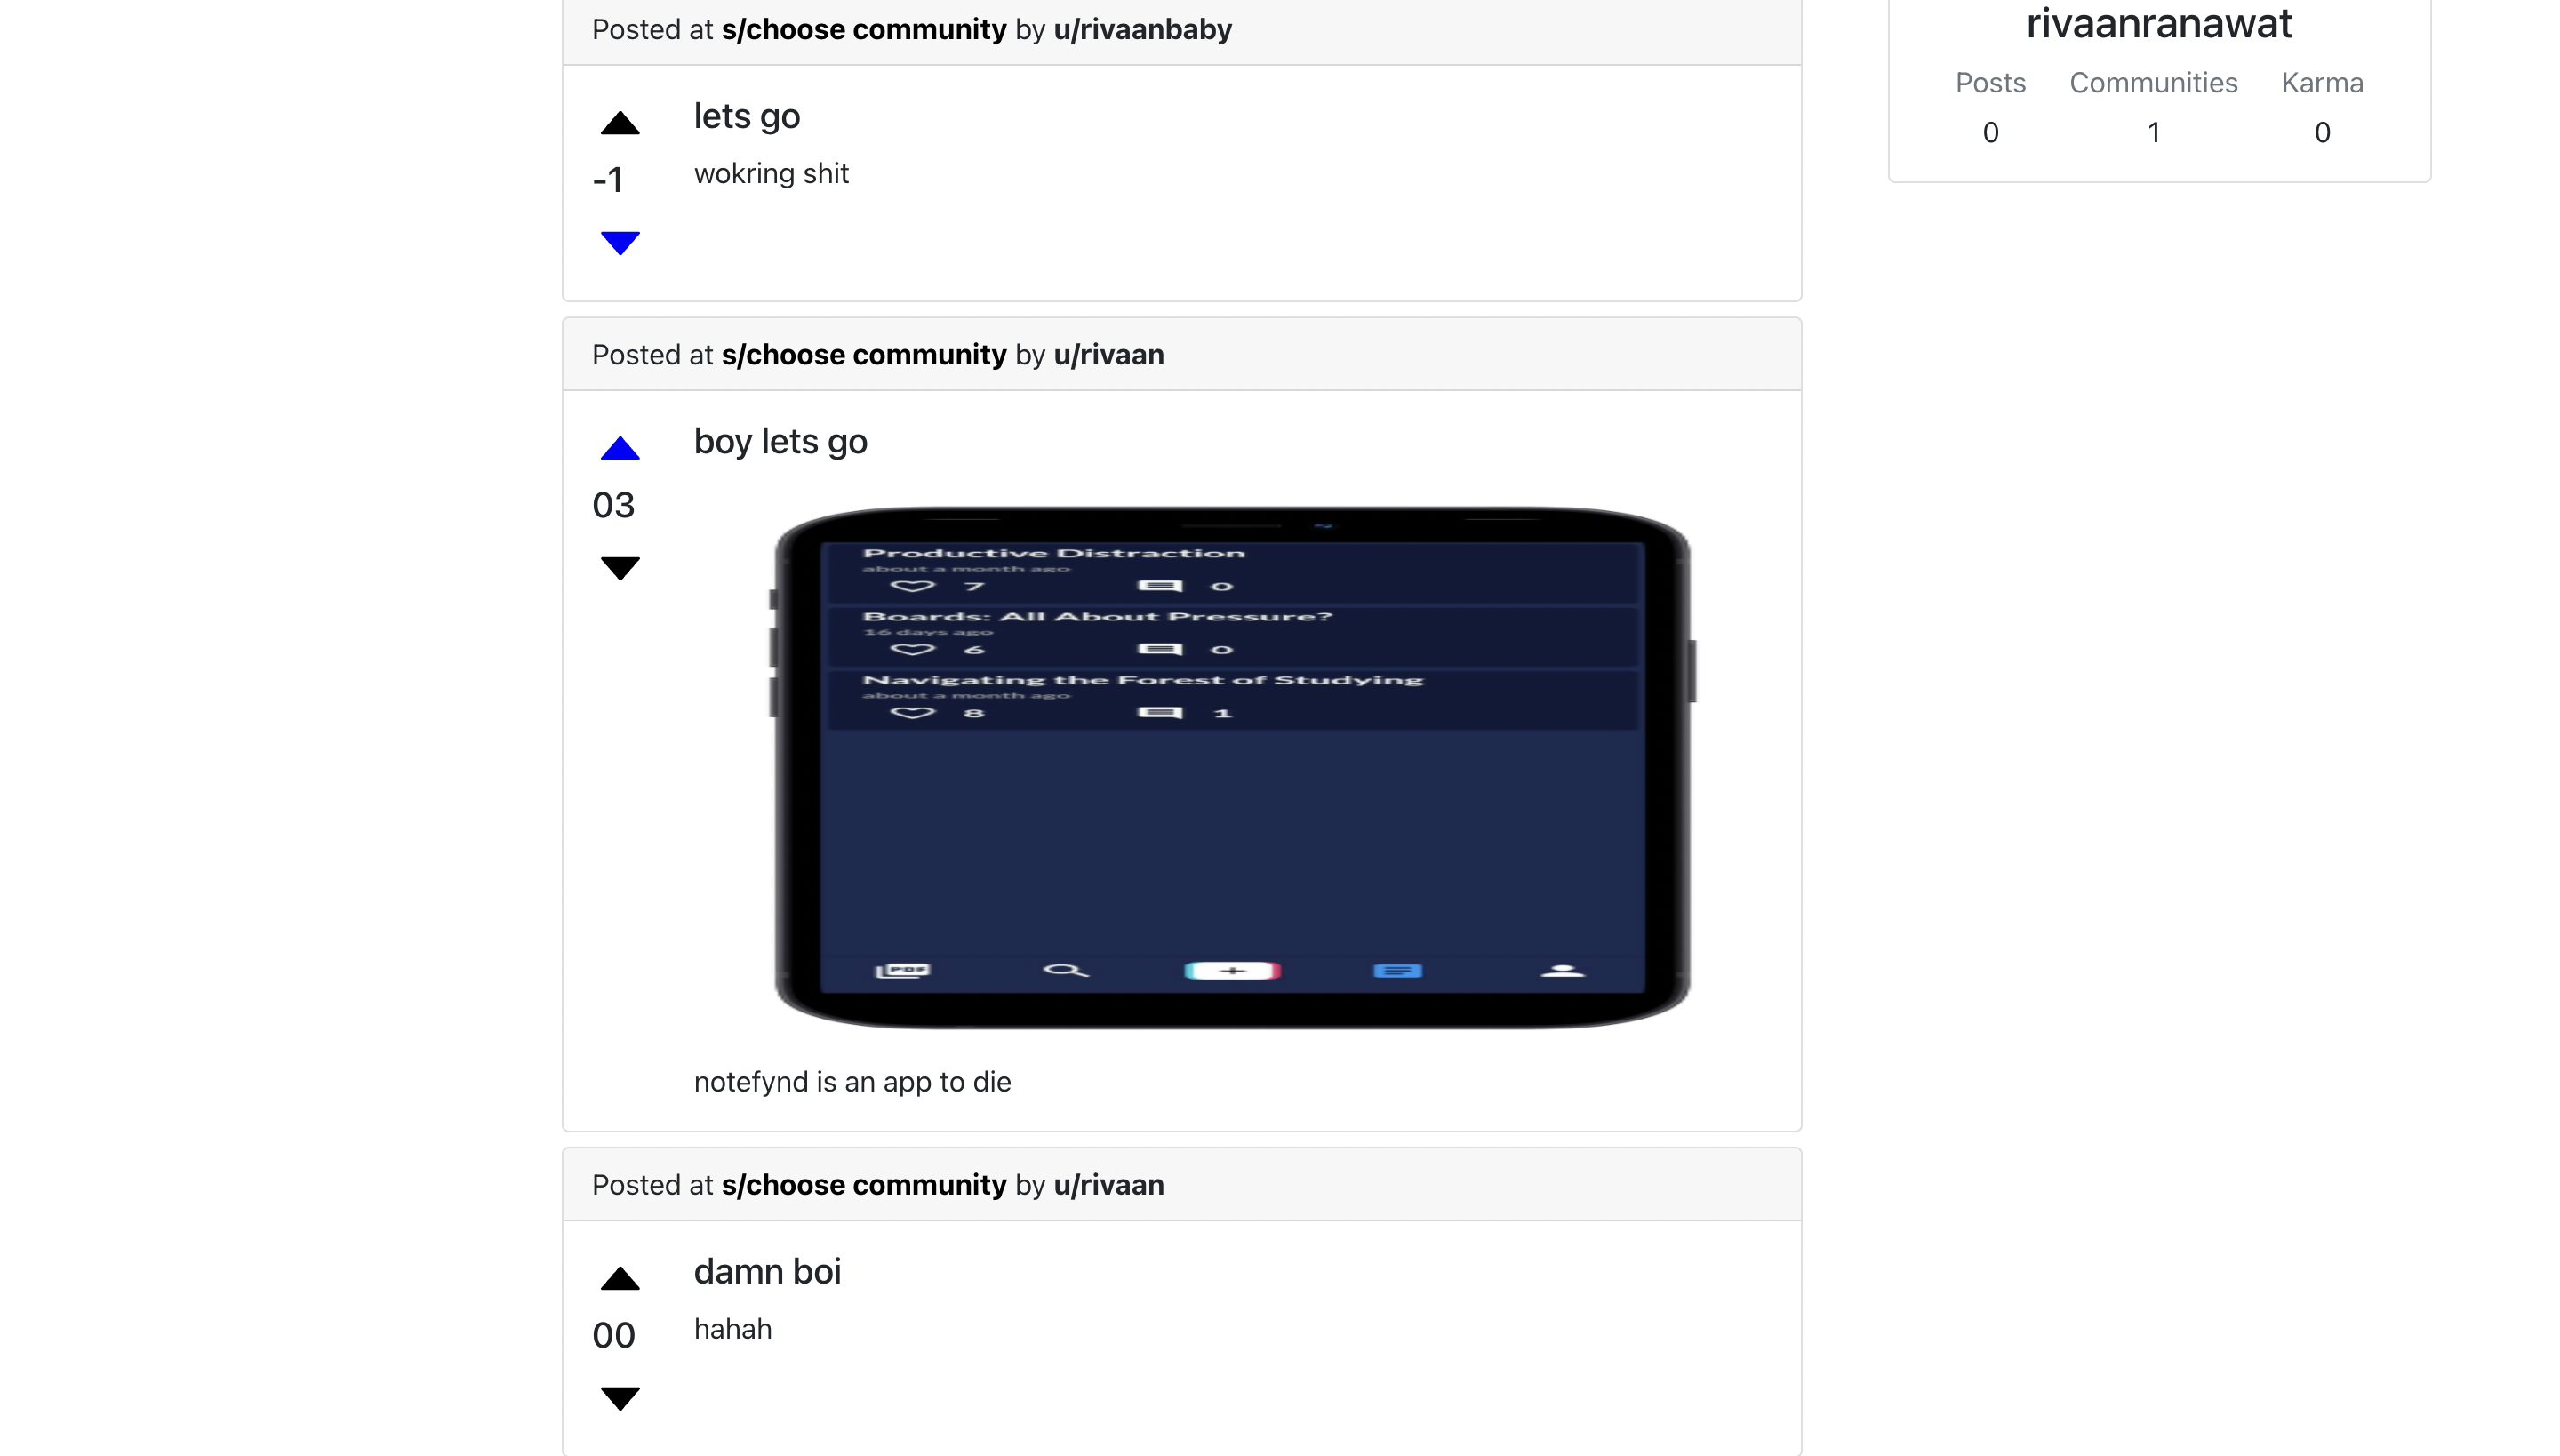 Posted at s/choose community by u/rivaanbaby
lets go
-1
wokring shit
rivaanranawat
Posts Communities Karma
0 1 0
Posted at s/choose community by u/rivaan
boy lets go
03
Productive Distraction
about a month ago
7 0
Boards: All About Pressure?
16 days ago
6 0
Navigating the Forest of Studying
about a month ago
8 1
PDF
notefynd is an app to die
Posted at s/choose community by u/rivaan
damn boi
00
hahah